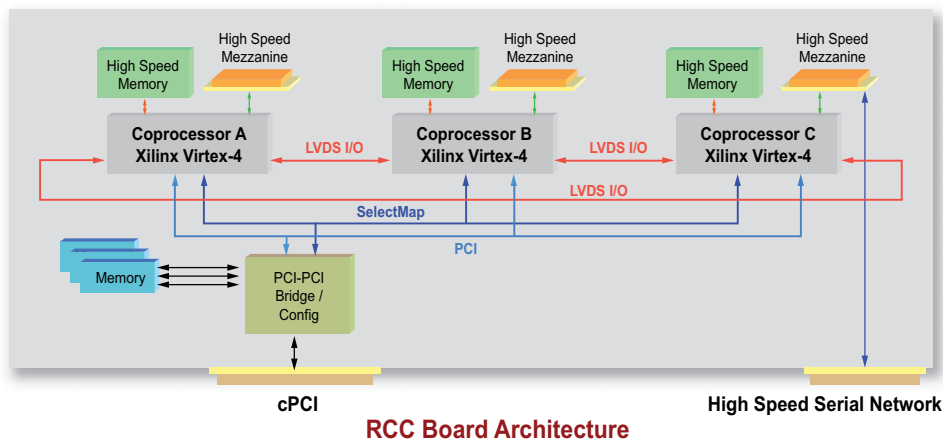 High Speed
Mezzanine
High Speed
Mezzanine
High Speed
Mezzanine
High Speed
Memory
High Speed
Memory
High Speed
Memory
Coprocessor A
Xilinx Virtex-4
Coprocessor B
Xilinx Virtex-4
Coprocessor C
Xilinx Virtex-4
LVDS I/O
LVDS I/O
LVDS I/O
SelectMap
PCI
Memory
PCI-PCI
Bridge /
Config
cPCI
High Speed Serial Network
RCC Board Architecture